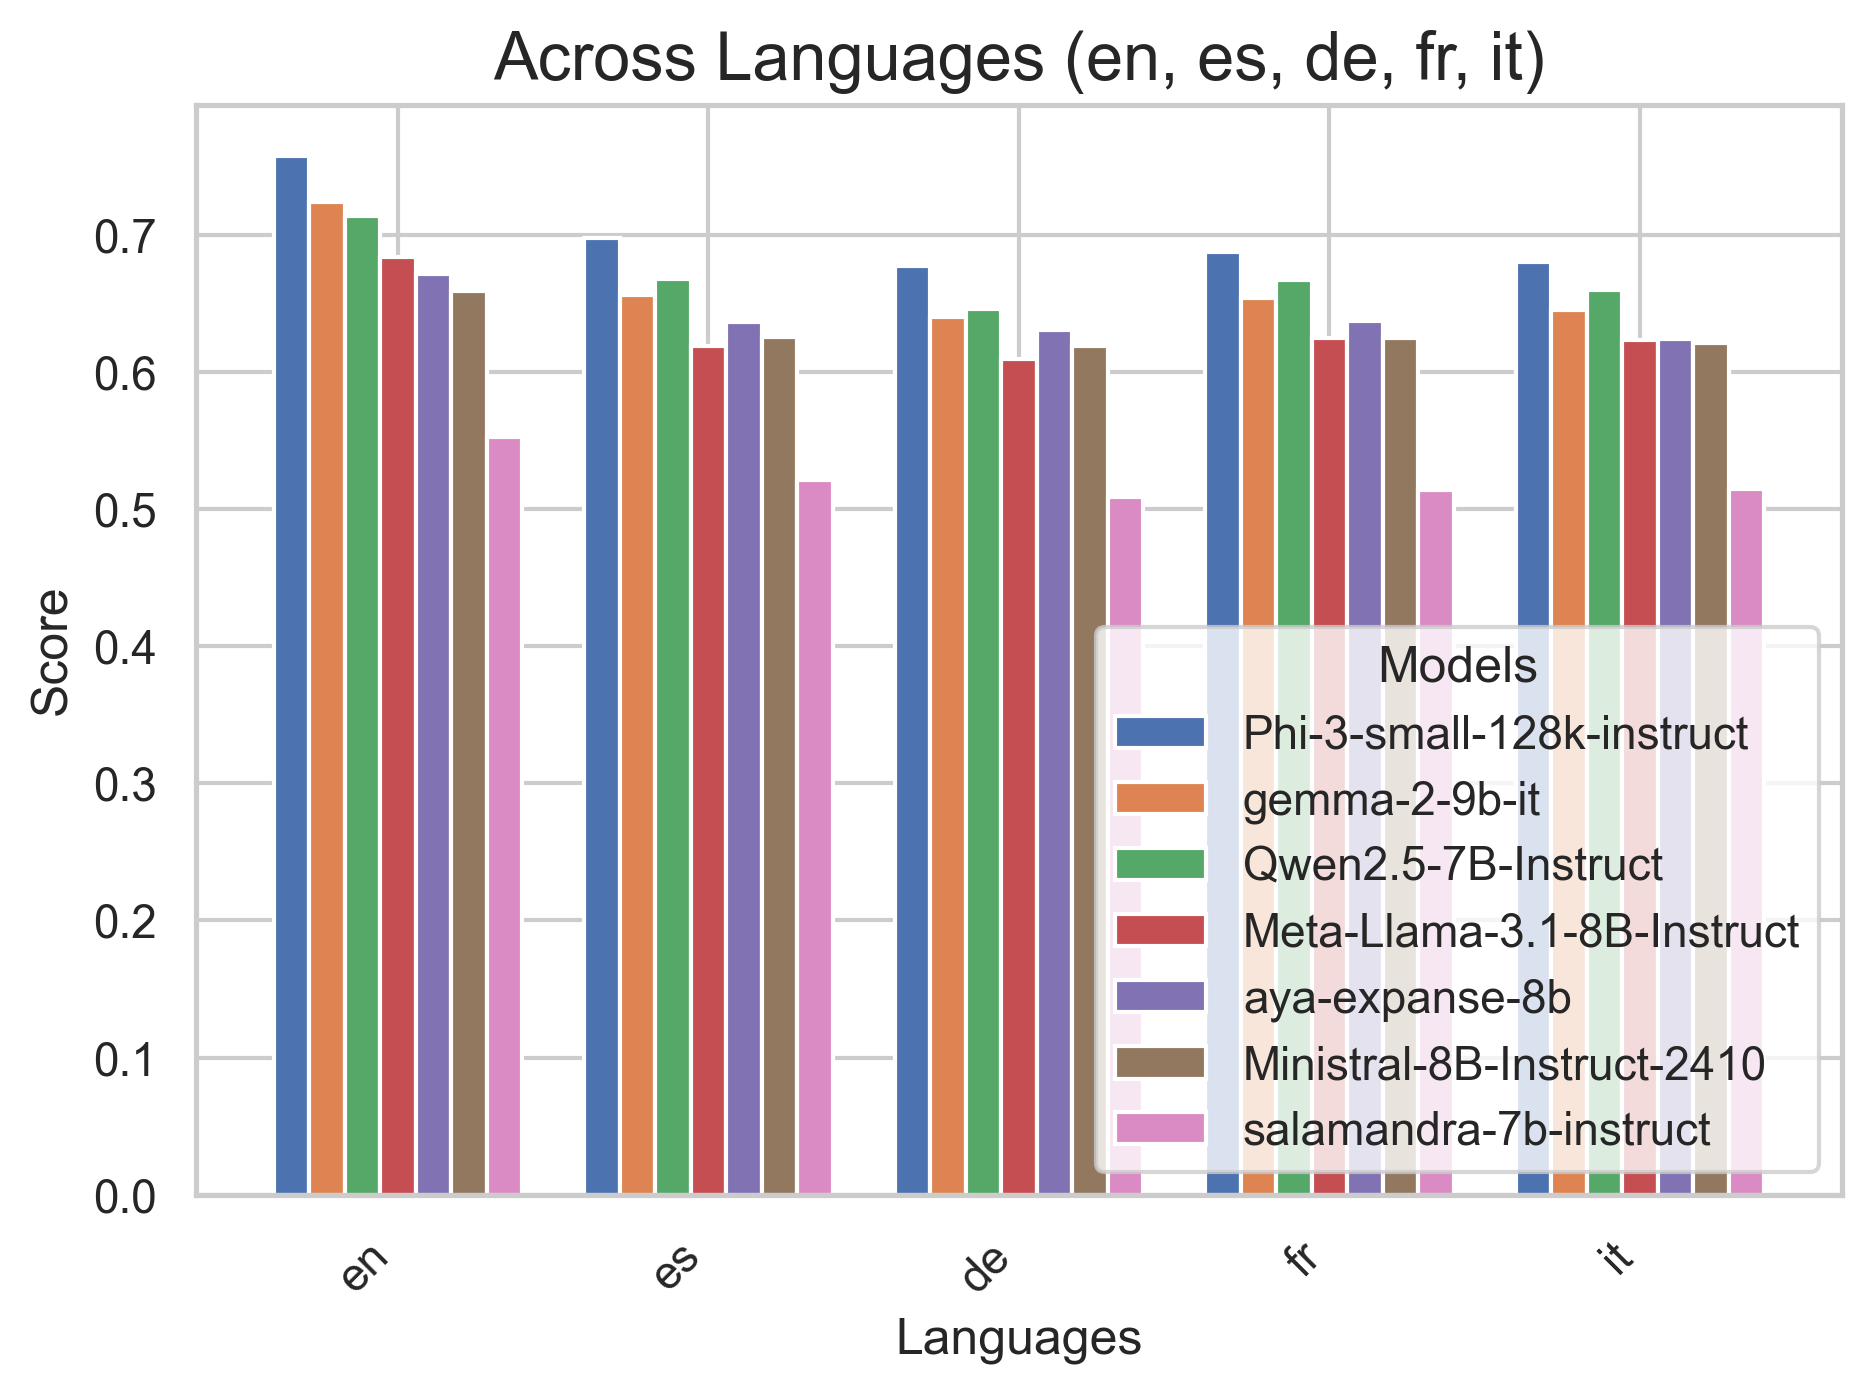 Across Languages (en, es, de, fr, it)
Score
0.7
0.6
0.5
0.4
0.3
0.2
0.1
0.0
Models
Phi-3-small-128k-instruct
gemma-2-9b-it
Qwen2.5-7B-Instruct
Meta-Llama-3.1-8B-Instruct
aya-expanse-8b
Ministral-8B-Instruct-2410
salamandra-7b-instruct
en
es
de
fr
it
Languages